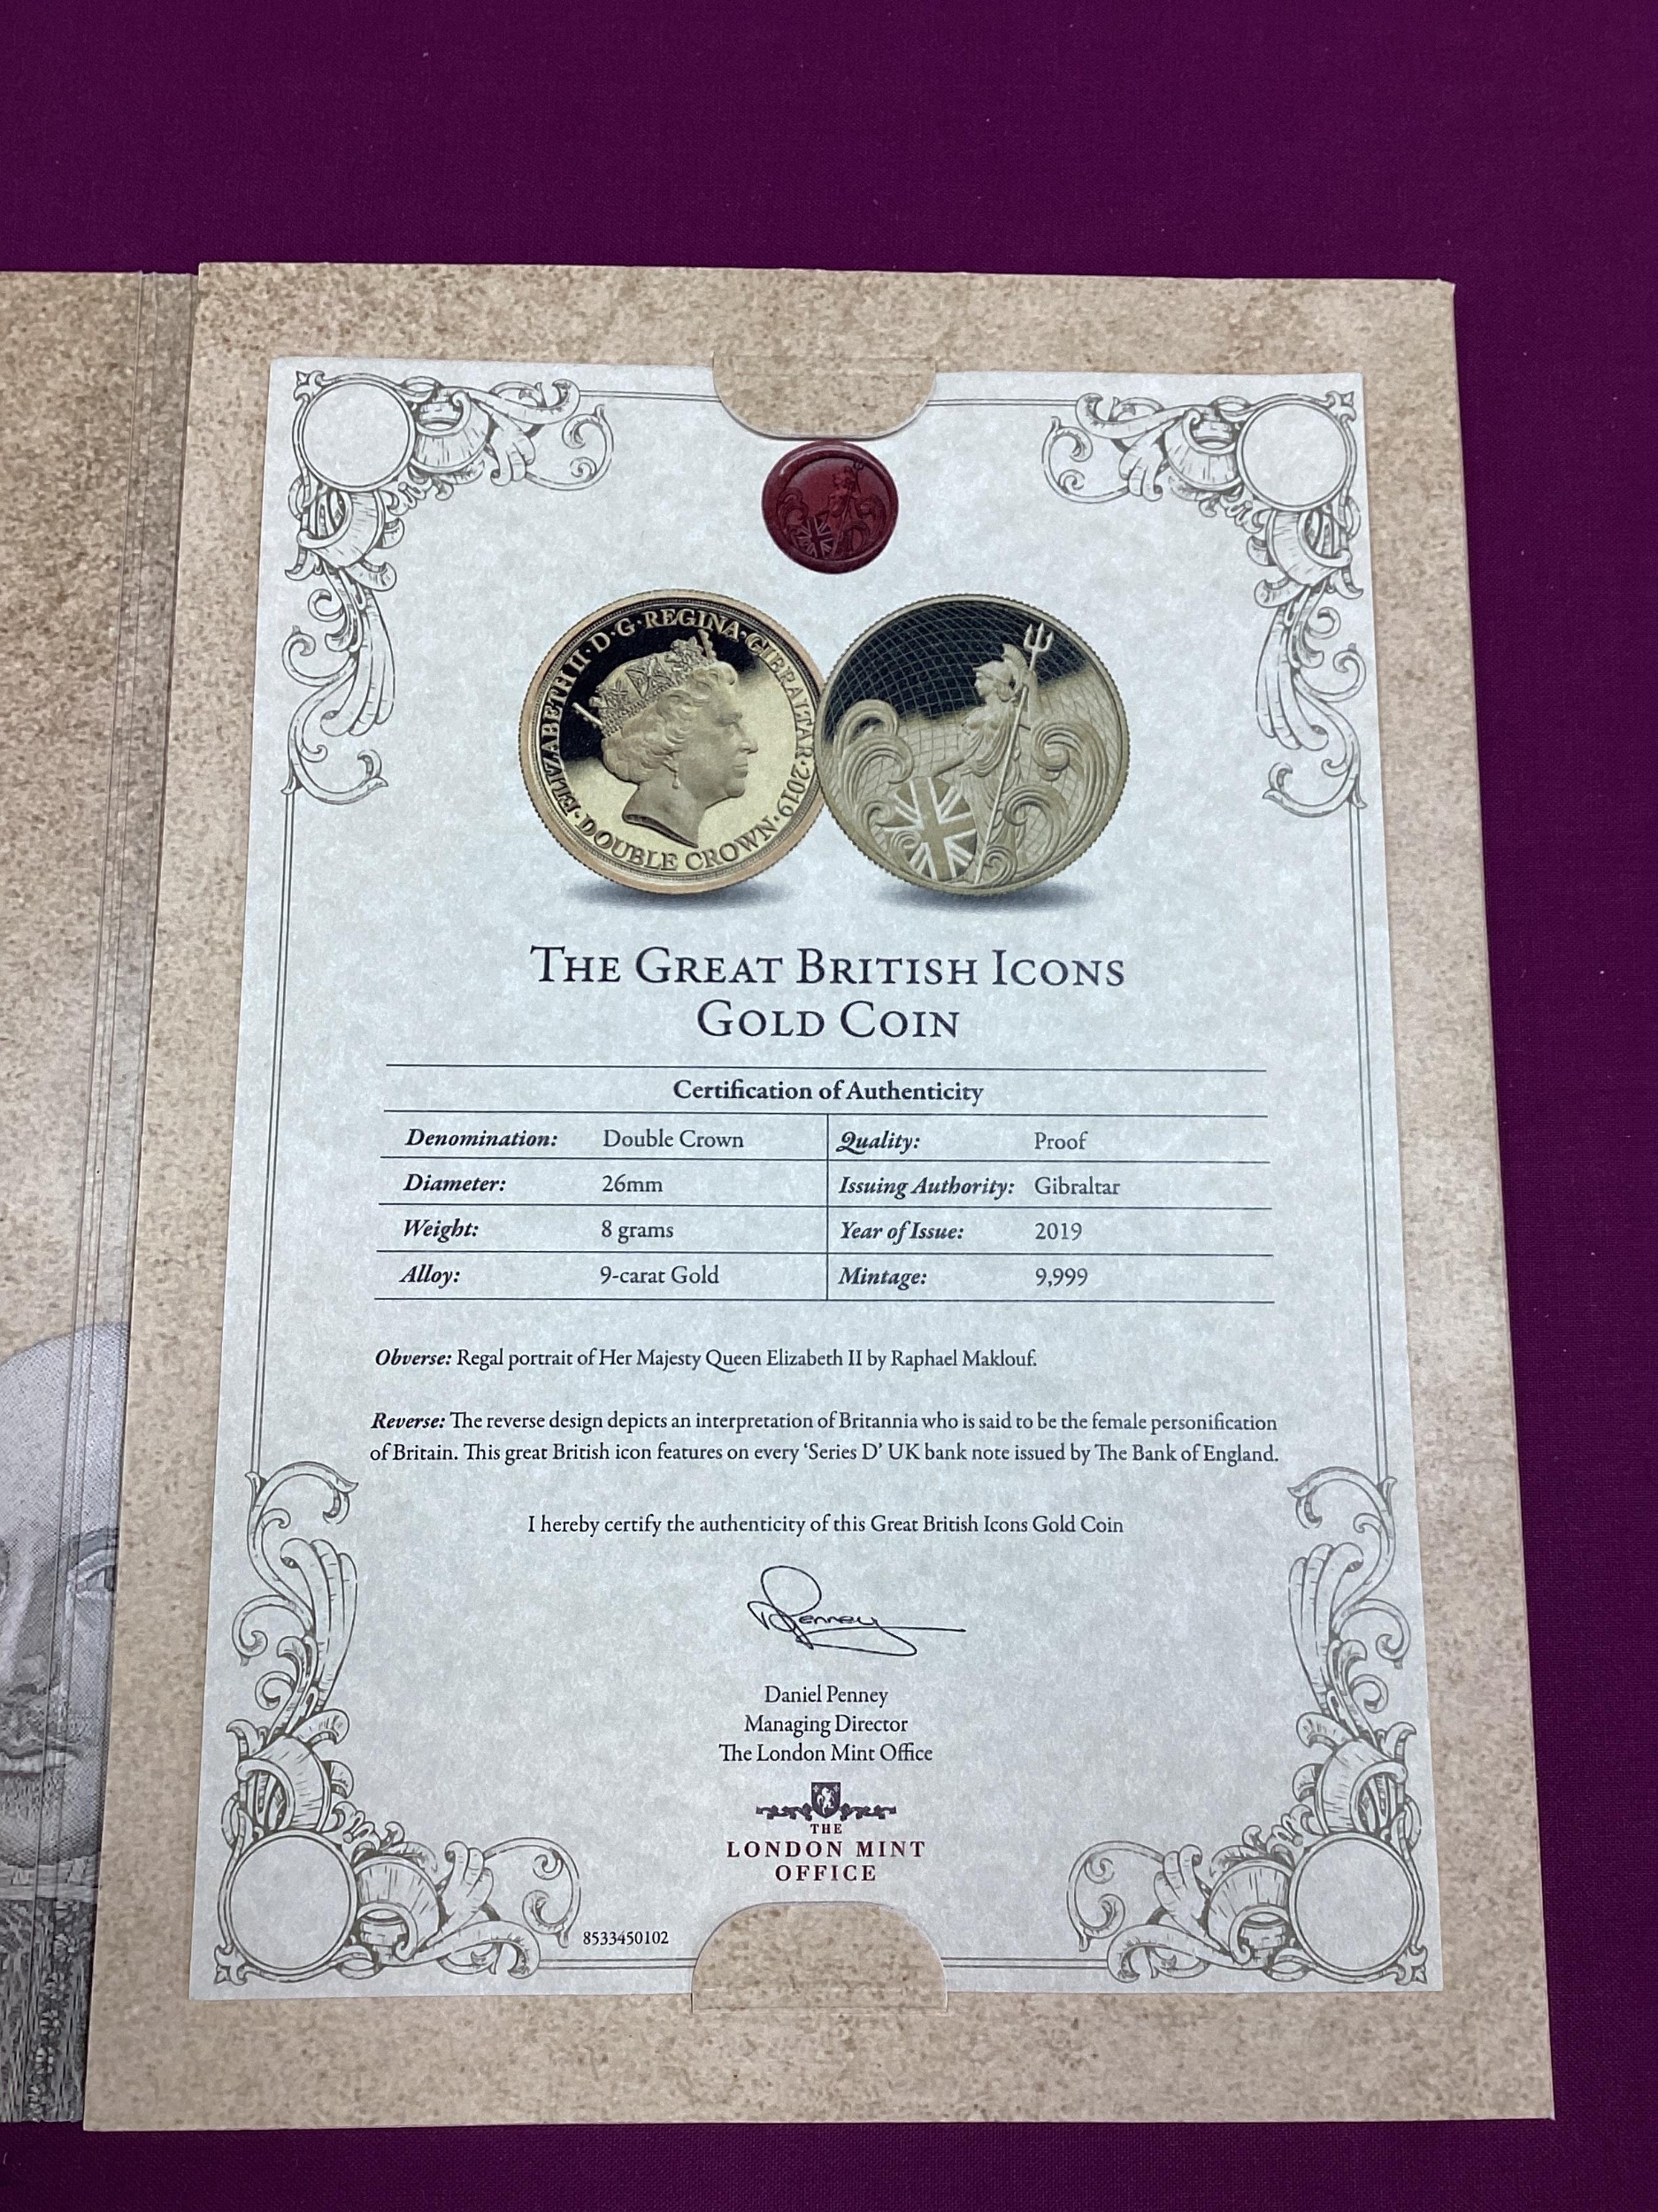 ELIZABETH II · D · G · REGINA · GIBRALTAR · 2019 · DOUBLE CROWN ·
THE GREAT BRITISH ICONS
GOLD COIN
Certification of Authenticity
Denomination: Double Crown Quality: Proof
Diameter: 26mm Issuing Authority: Gibraltar
Weight: 8 grams Year of Issue: 2019
Alloy: 9-carat Gold Mintage: 9,999
Obverse: Regal portrait of Her Majesty Queen Elizabeth II by Raphael Maklouf.
Reverse: The reverse design depicts an interpretation of Britannia who is said to be the female personification
of Britain. This great British icon features on every ‘Series D’ UK bank note issued by The Bank of England.
I hereby certify the authenticity of this Great British Icons Gold Coin
D Penney
Daniel Penney
Managing Director
The London Mint Office
THE
LONDON MINT
OFFICE
8533450102